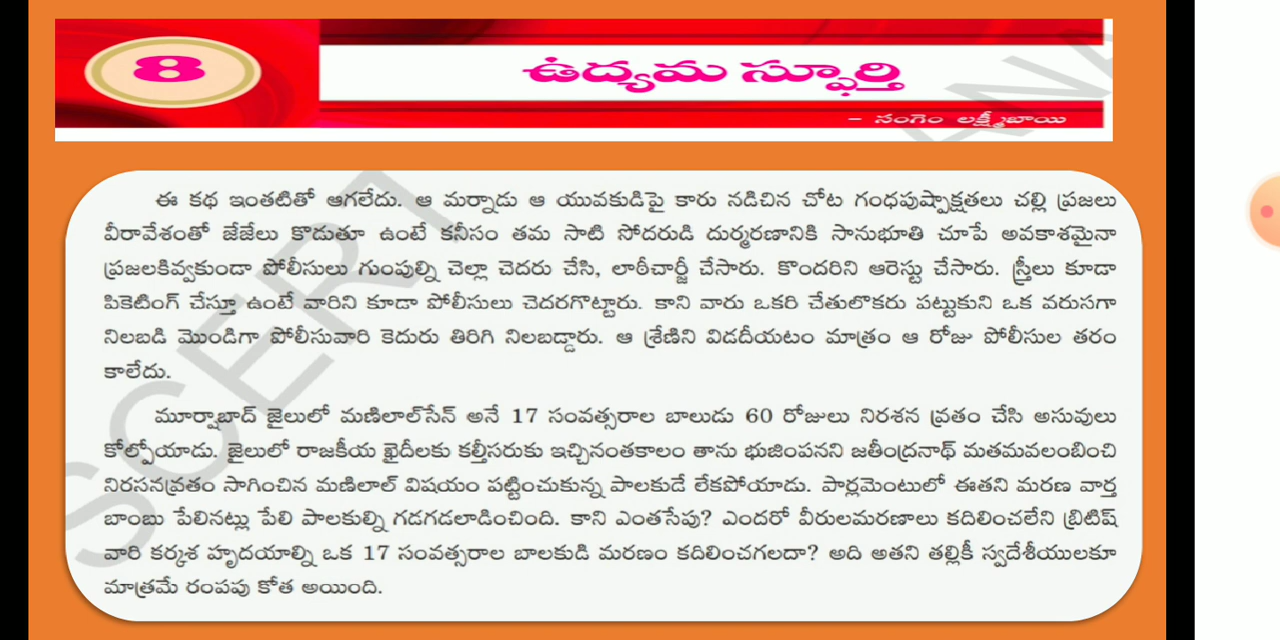 8
ఉద్యమ స్ఫూర్తి
– సంగెం లక్ష్మీబాయి
ఈ కథ ఇంతటితో ఆగలేదు. ఆ మర్నాడు ఆ యువకుడిపై కారు నడిచిన చోట గంధపుష్పాక్షతలు చల్లి ప్రజలు
వీరావేశంతో జేజేలు కొడుతూ ఉంటే కనీసం తమ సాటి సోదరుడి దుర్మరణానికి సానుభూతి చూపే అవకాశమైనా
ప్రజలకివ్వకుండా పోలీసులు గుంపుల్ని చెల్లా చెదరు చేసి, లాఠీచార్జీ చేసారు. కొందరిని ఆరెస్టు చేసారు. స్త్రీలు కూడా
పికెటింగ్ చేస్తూ ఉంటే వారిని కూడా పోలీసులు చెదరగొట్టారు. కాని వారు ఒకరి చేతులొకరు పట్టుకుని ఒక వరుసగా
నిలబడి మొండిగా పోలీసువారి కెదురు తిరిగి నిలబడ్డారు. ఆ శ్రేణిని విడదీయటం మాత్రం ఆ రోజు పోలీసుల తరం
కాలేదు.
మూర్షాబాద్ జైలులో మణిలాల్‌సేన్ అనే 17 సంవత్సరాల బాలుడు 60 రోజులు నిరశన వ్రతం చేసి అసువులు
కోల్పోయాడు. జైలులో రాజకీయ ఖైదీలకు కల్తీసరుకు ఇచ్చినంతకాలం తాను భుజింపనని జతీంద్రనాథ్ మతమవలంబించి
నిరసనవ్రతం సాగించిన మణిలాల్ విషయం పట్టించుకున్న పాలకుడే లేకపోయాడు. పార్లమెంటులో ఈతని మరణ వార్త
బాంబు పేలినట్లు పేలి పాలకుల్ని గడగడలాడించింది. కాని ఎంతసేపు? ఎందరో వీరులమరణాలు కదిలించలేని బ్రిటిష్
వారి కర్కశ హృదయాల్ని ఒక 17 సంవత్సరాల బాలకుడి మరణం కదిలించగలదా? అది అతని తల్లికీ స్వదేశీయులకూ
మాత్రమే రంపపు కోత అయింది.
SCERT